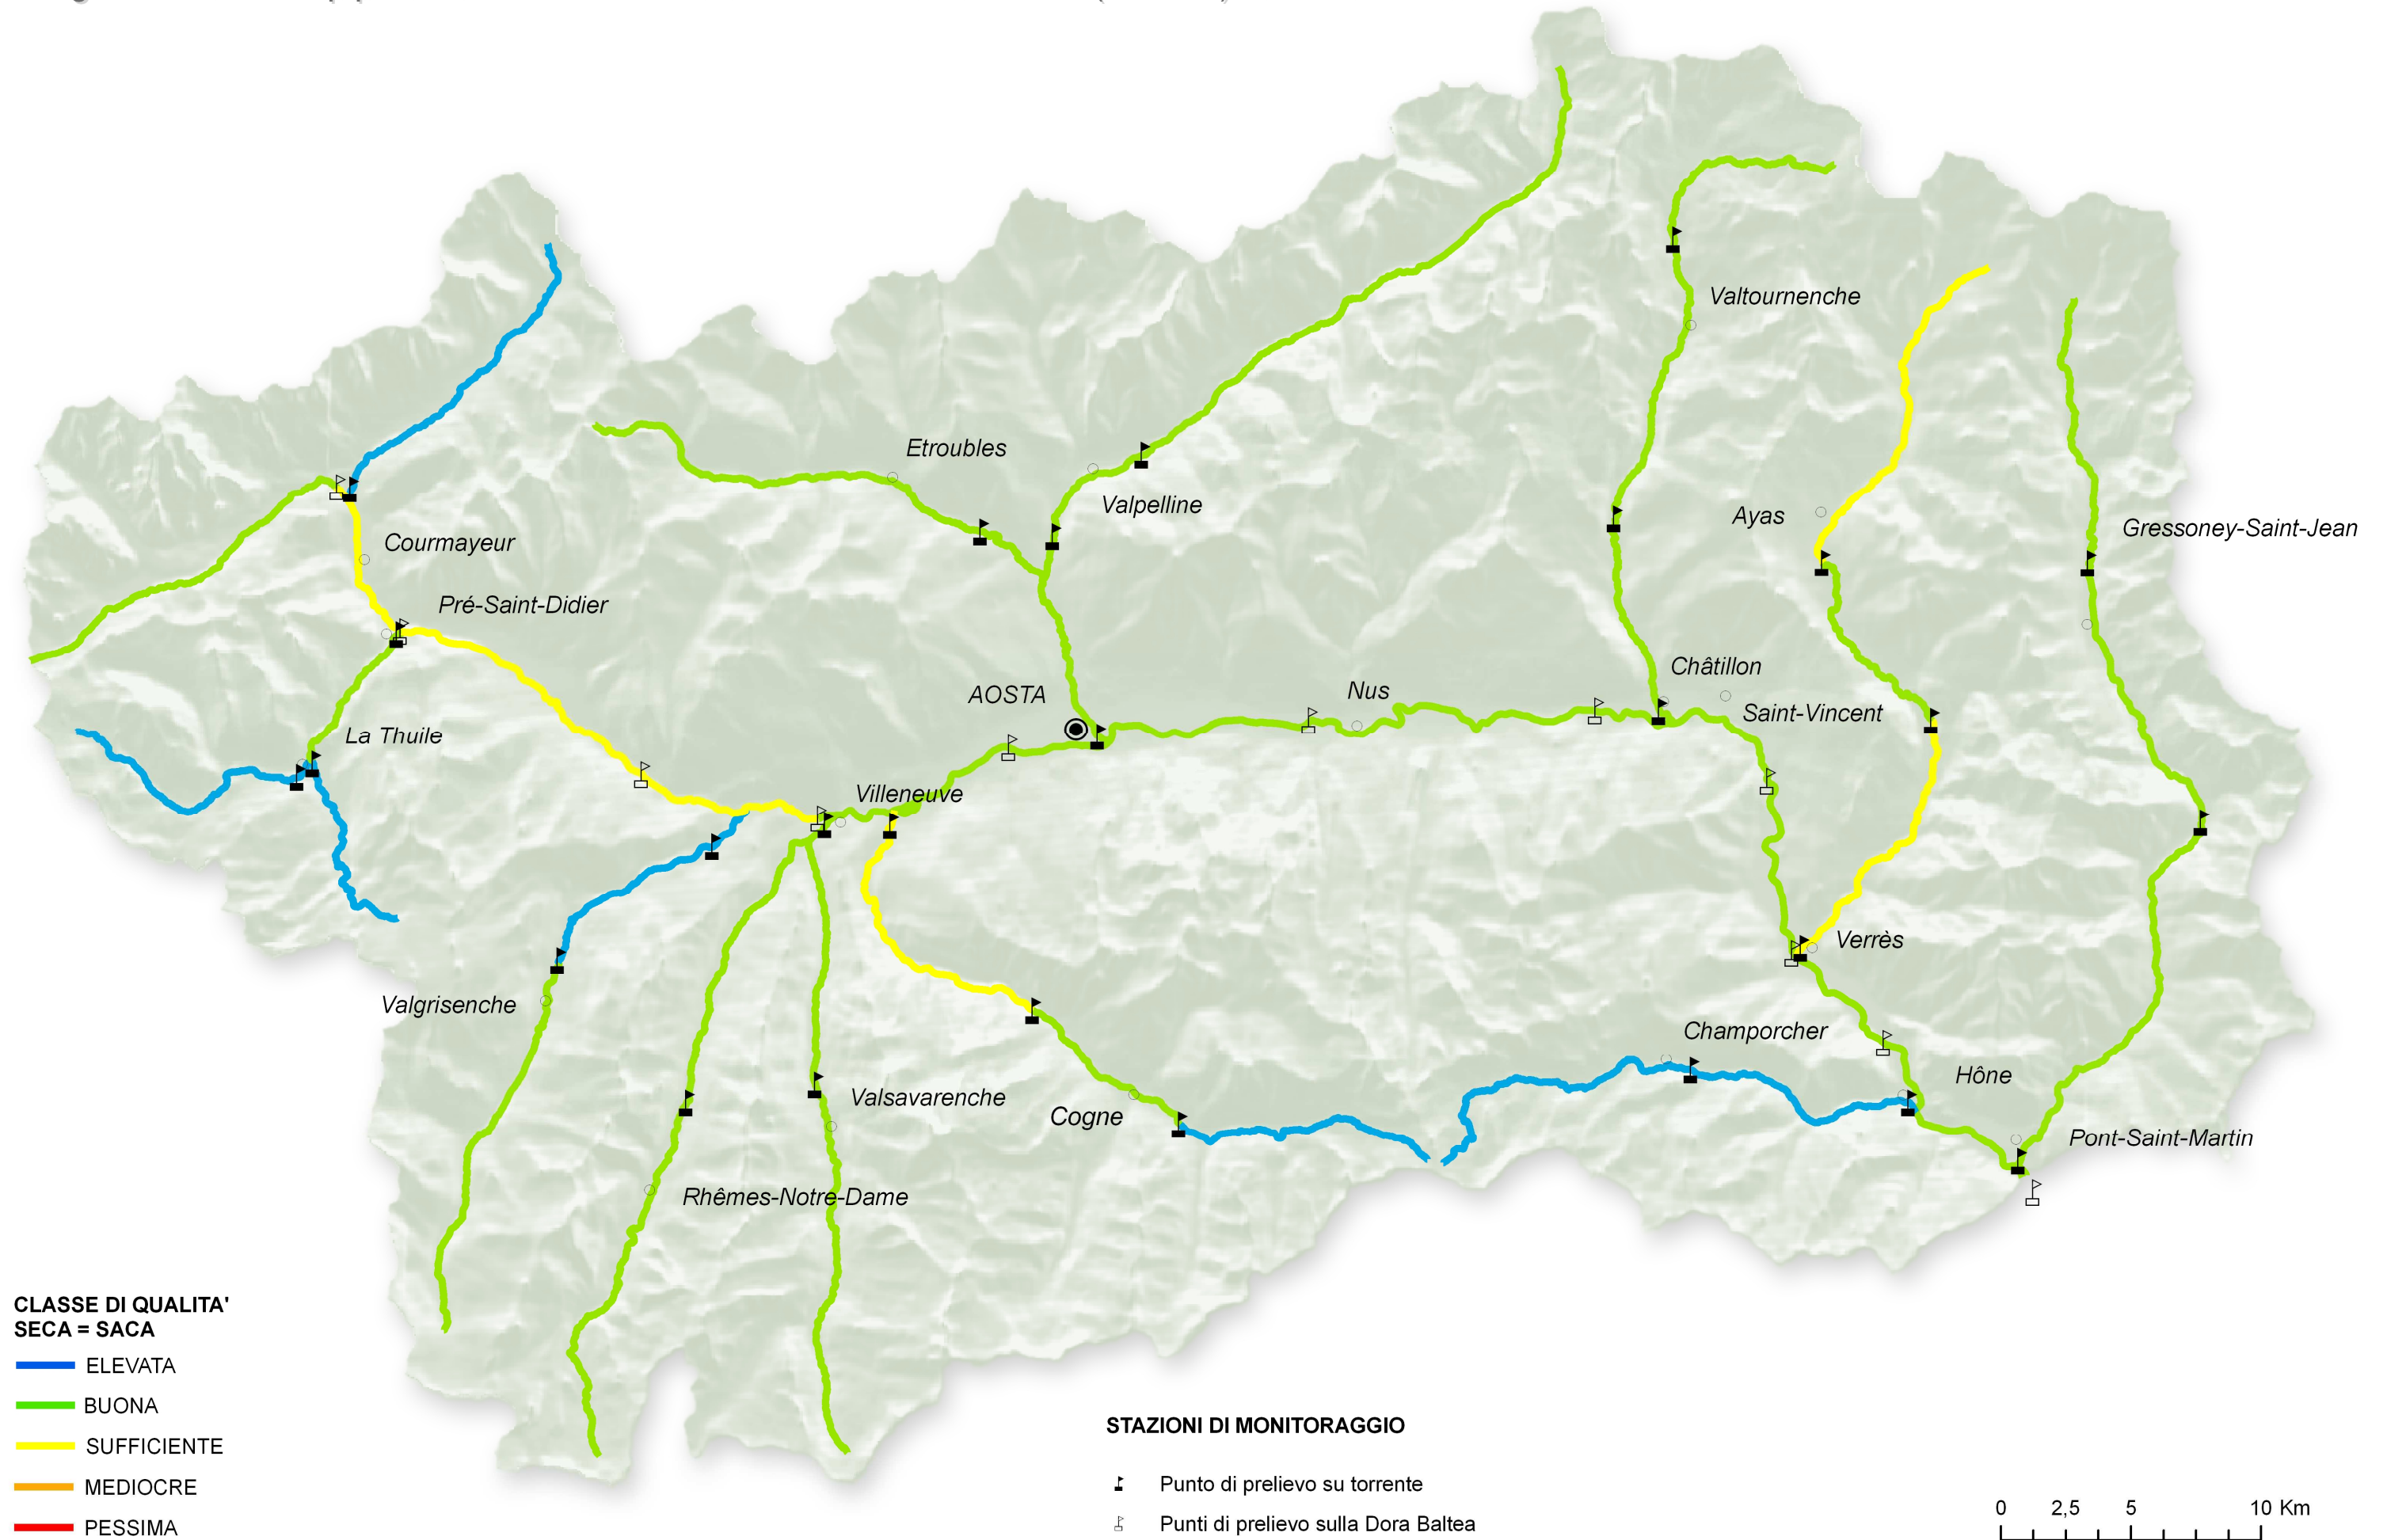 Valtournenche
Etroubles
Valpelline
Ayas
Gressoney-Saint-Jean
Courmayeur
Pré-Saint-Didier
Châtillon
AOSTA
Nus
Saint-Vincent
La Thuile
Villeneuve
Verrès
Valgrisenche
Champorcher
Hône
Valsavarenche
Cogne
Pont-Saint-Martin
Rhêmes-Notre-Dame
CLASSE DI QUALITA'
SECA = SACA
ELEVATA
BUONA
SUFFICIENTE
MEDIOCRE
PESSIMA
STAZIONI DI MONITORAGGIO
Punto di prelievo su torrente
Punti di prelievo sulla Dora Baltea
0 2,5 5 10 Km